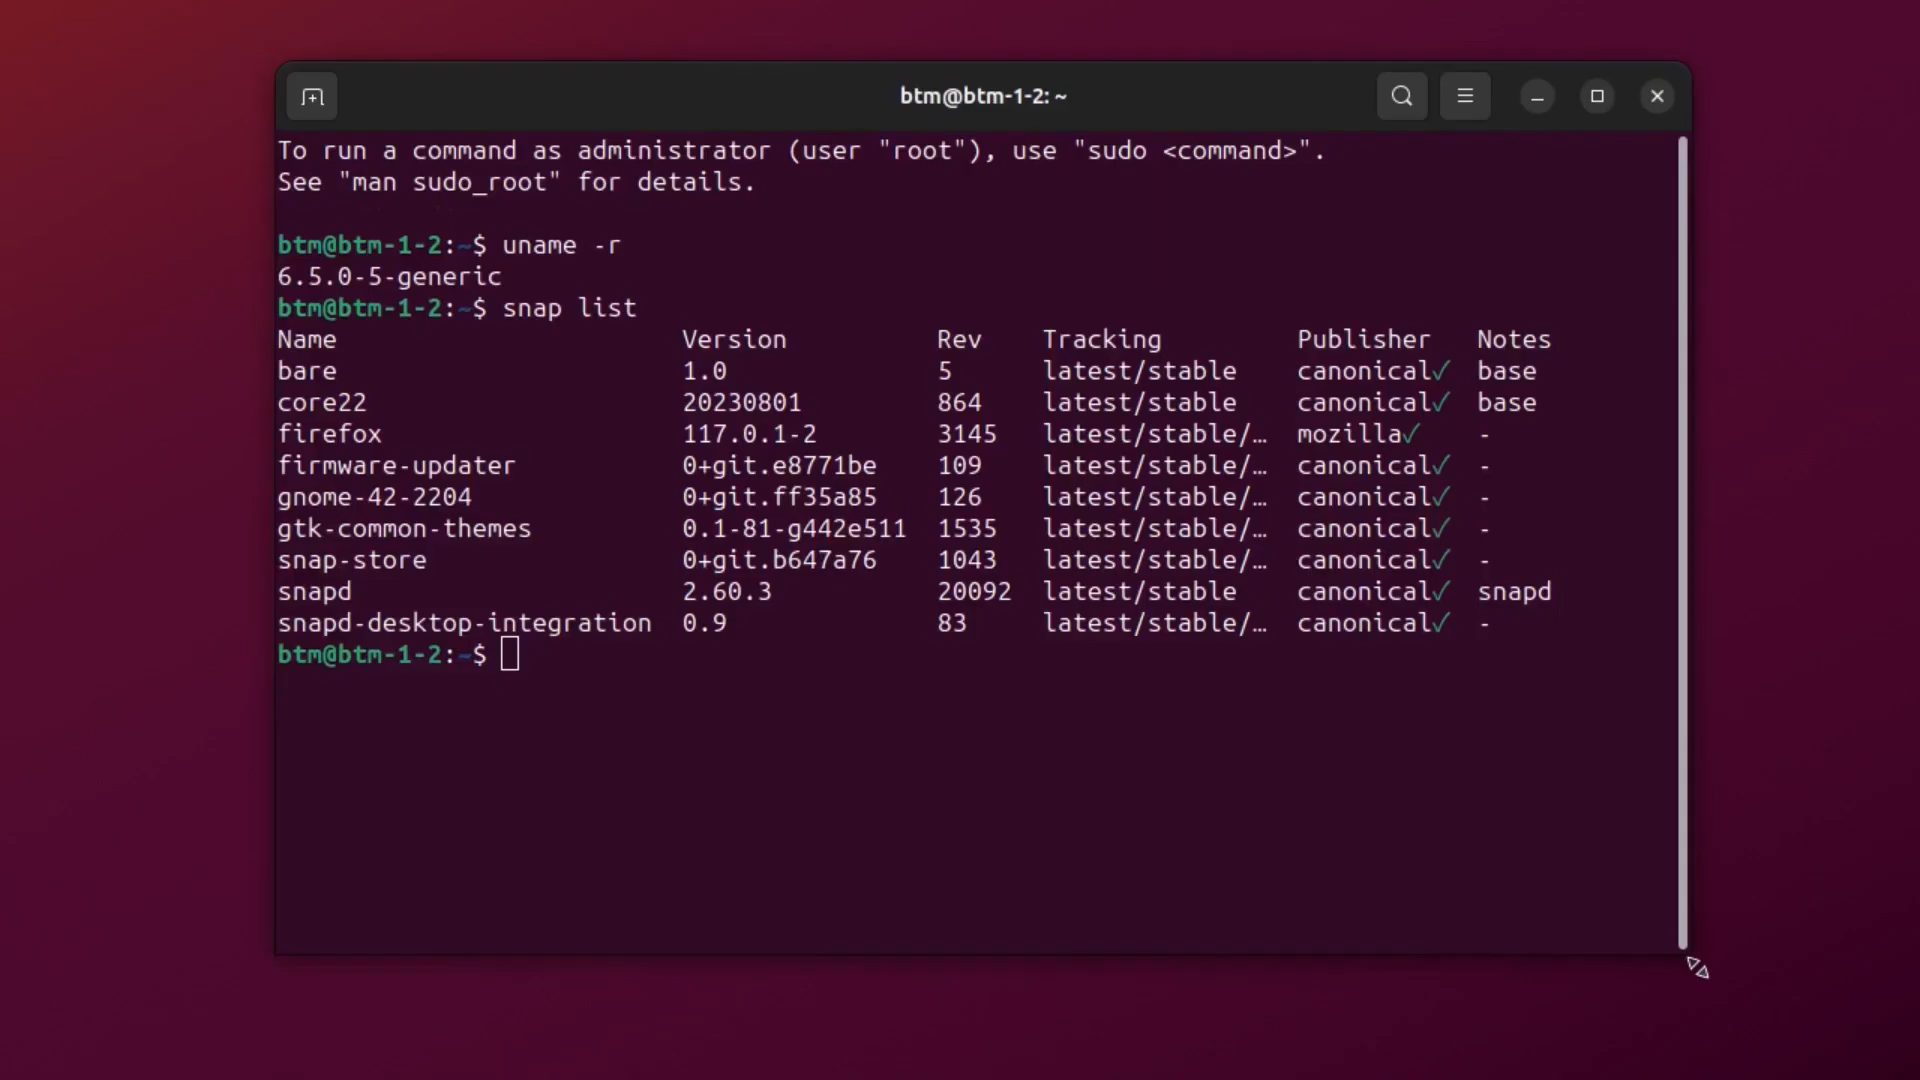 btm@btm-1-2: ~
To run a command as administrator (user "root"), use "sudo <command>".
See "man sudo_root" for details.
btm@btm-1-2:~$ uname -r
6.5.0-5-generic
btm@btm-1-2:~$ snap list
Name Version Rev Tracking Publisher Notes
bare 1.0 5 latest/stable canonical✓ base
core22 20230801 864 latest/stable canonical✓ base
firefox 117.0.1-2 3145 latest/stable/… mozilla✓ -
firmware-updater 0+git.e8771be 109 latest/stable/… canonical✓ -
gnome-42-2204 0+git.ff35a85 126 latest/stable/… canonical✓ -
gtk-common-themes 0.1-81-g442e511 1535 latest/stable/… canonical✓ -
snap-store 0+git.b647a76 1043 latest/stable/… canonical✓ -
snapd 2.60.3 20092 latest/stable canonical✓ snapd
snapd-desktop-integration 0.9 83 latest/stable/… canonical✓ -
btm@btm-1-2:~$